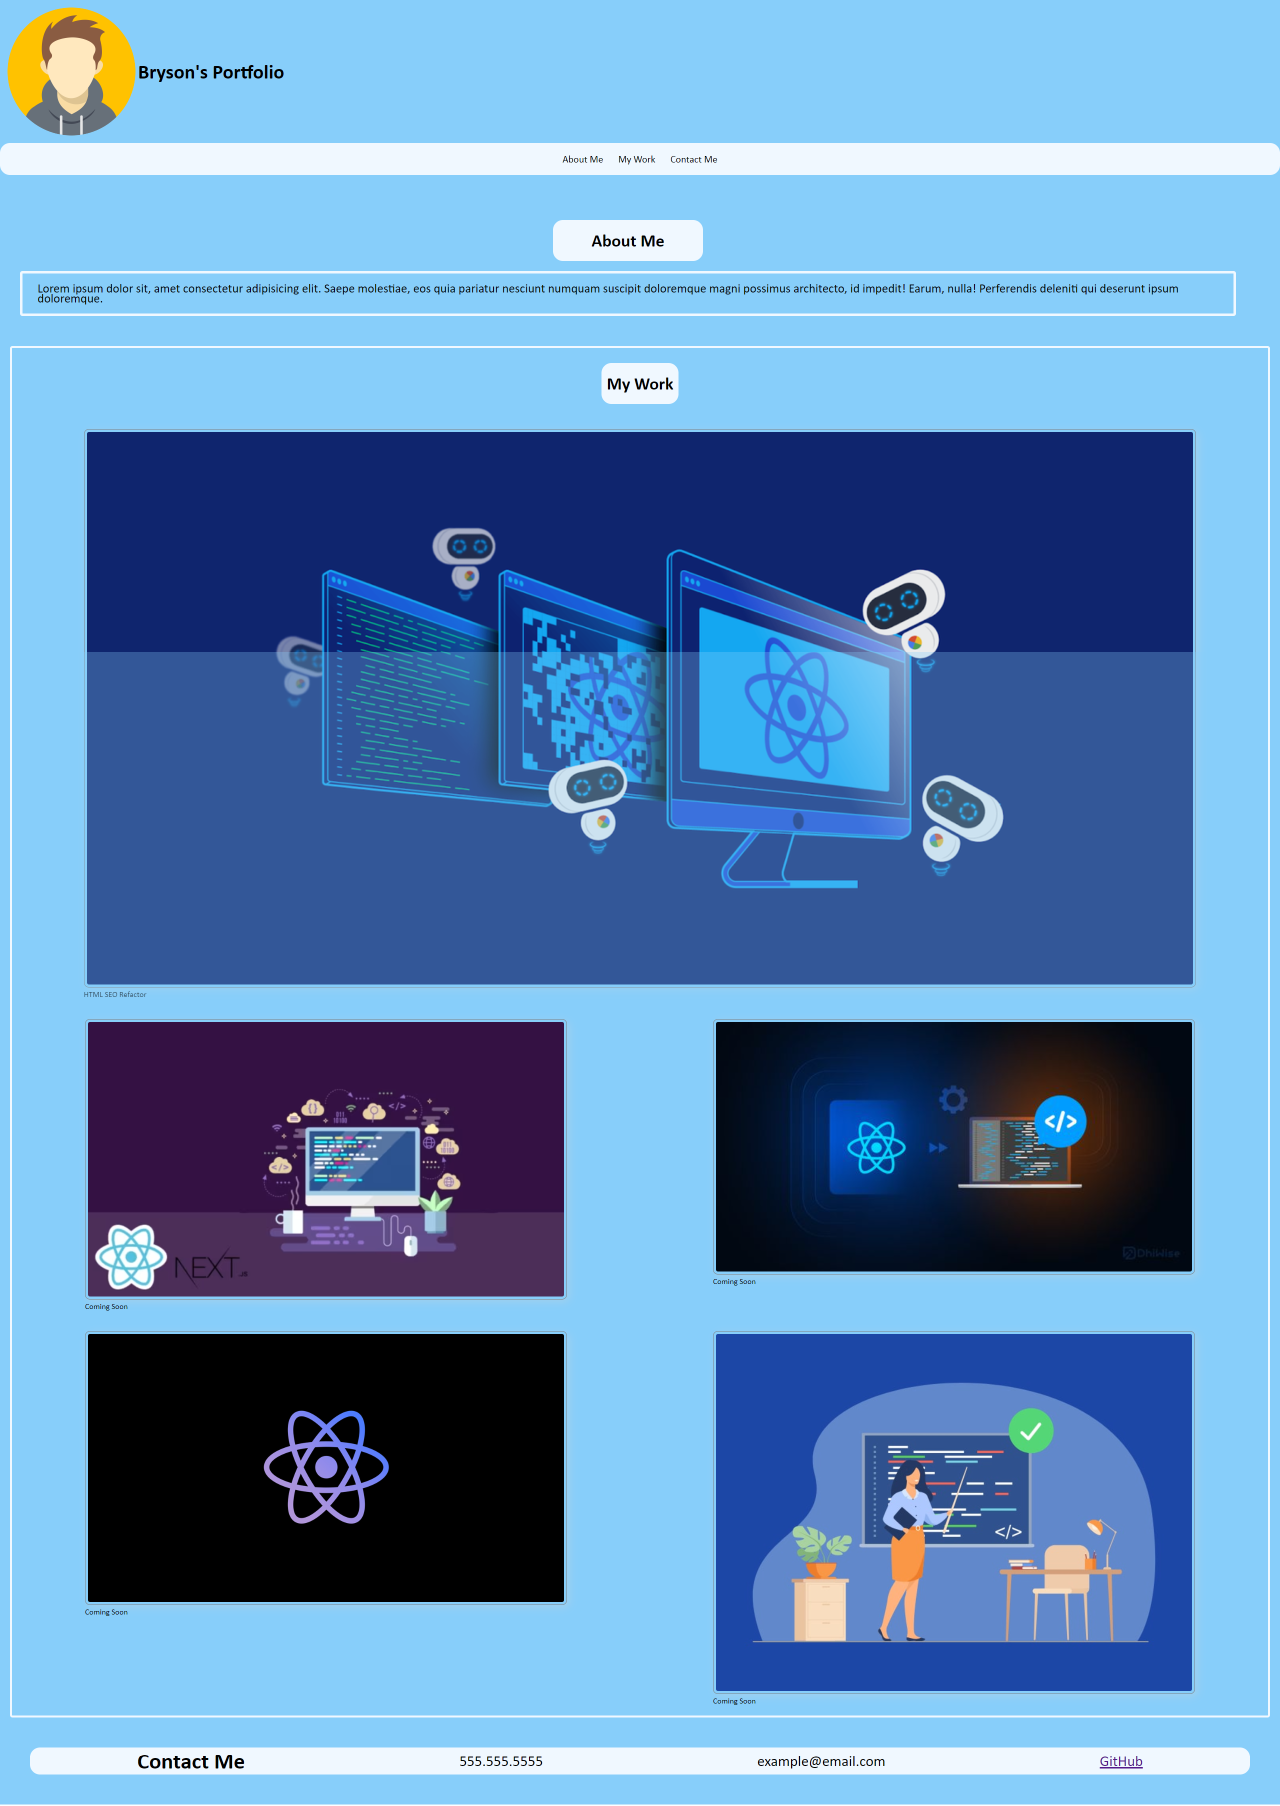 Bryson's Portfolio
About Me
My Work
Contact Me
About Me
Lorem ipsum dolor sit, amet consectetur adipisicing elit. Saepe molestiae, eos quia pariatur nesciunt numquam suscipit doloremque magni possimus architecto, id impedit! Earum, nulla! Perferendis deleniti qui deserunt ipsum
doloremque.
My Work
HTML SEO Refactor
NEXT.JS
Coming Soon
</>
DhiWise
Coming Soon
Coming Soon
</>
Coming Soon
Contact Me
555.555.5555
example@email.com
GitHub